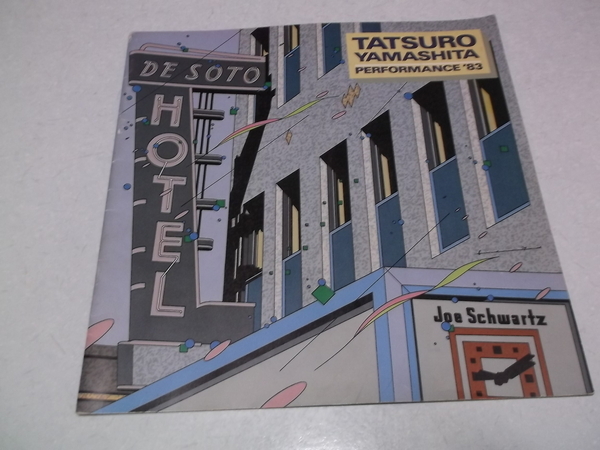 TATSURO
YAMASHITA
PERFORMANCE '83
DE SOTO
HOTEL
Joe Schwartz